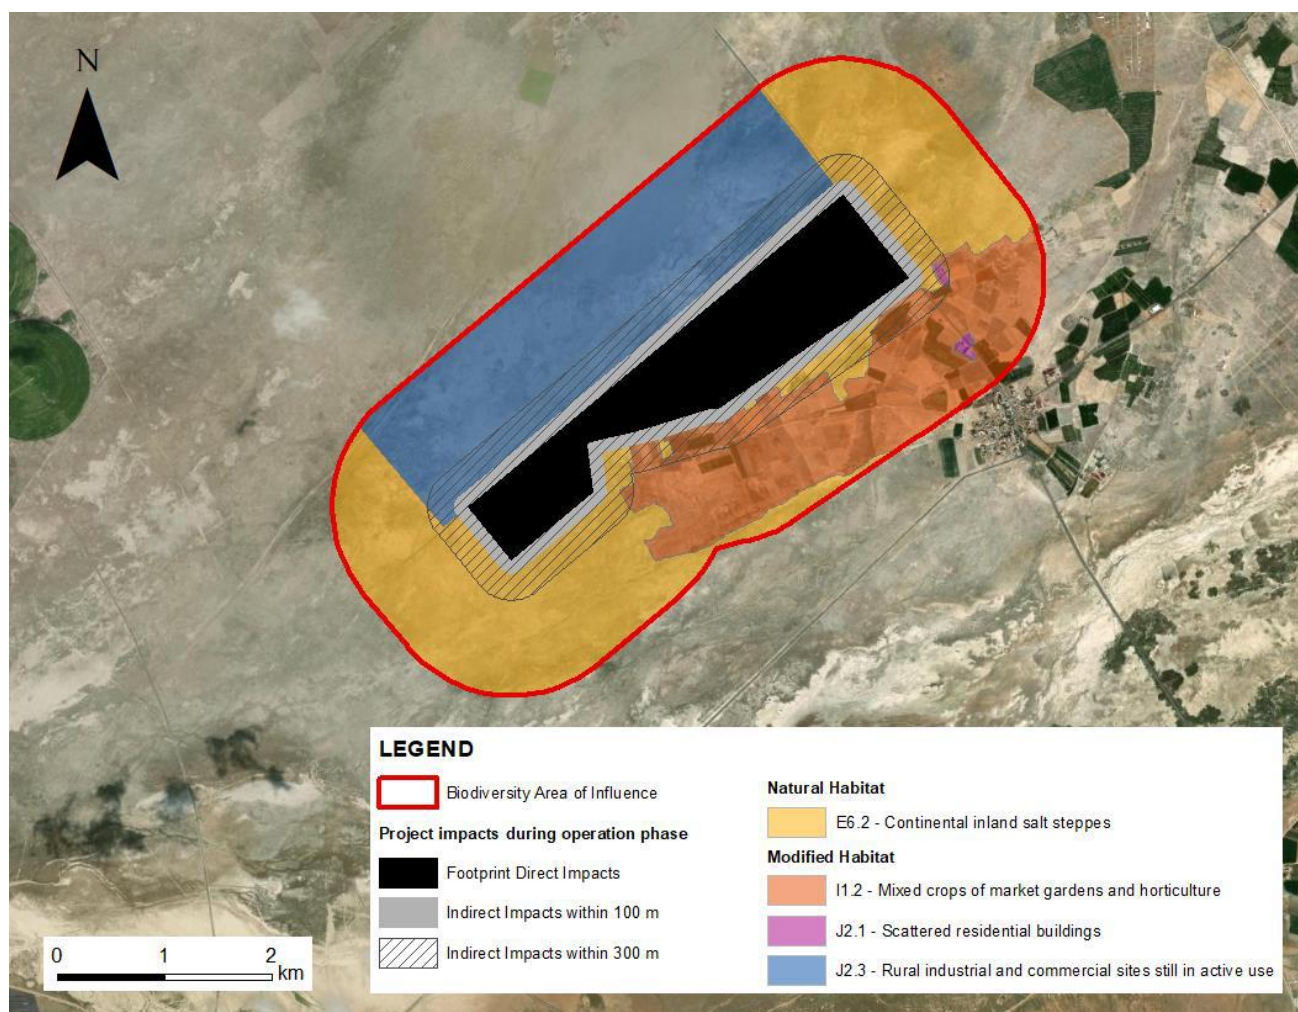 N
LEGEND
Biodiversity Area of Influence
Project impacts during operation phase
Footprint Direct Impacts
Indirect Impacts within 100 m
Indirect Impacts within 300 m
Natural Habitat
E6.2 - Continental inland salt steppes
Modified Habitat
I1.2 - Mixed crops of market gardens and horticulture
J2.1 - Scattered residential buildings
J2.3 - Rural industrial and commercial sites still in active use
0 1 2
km